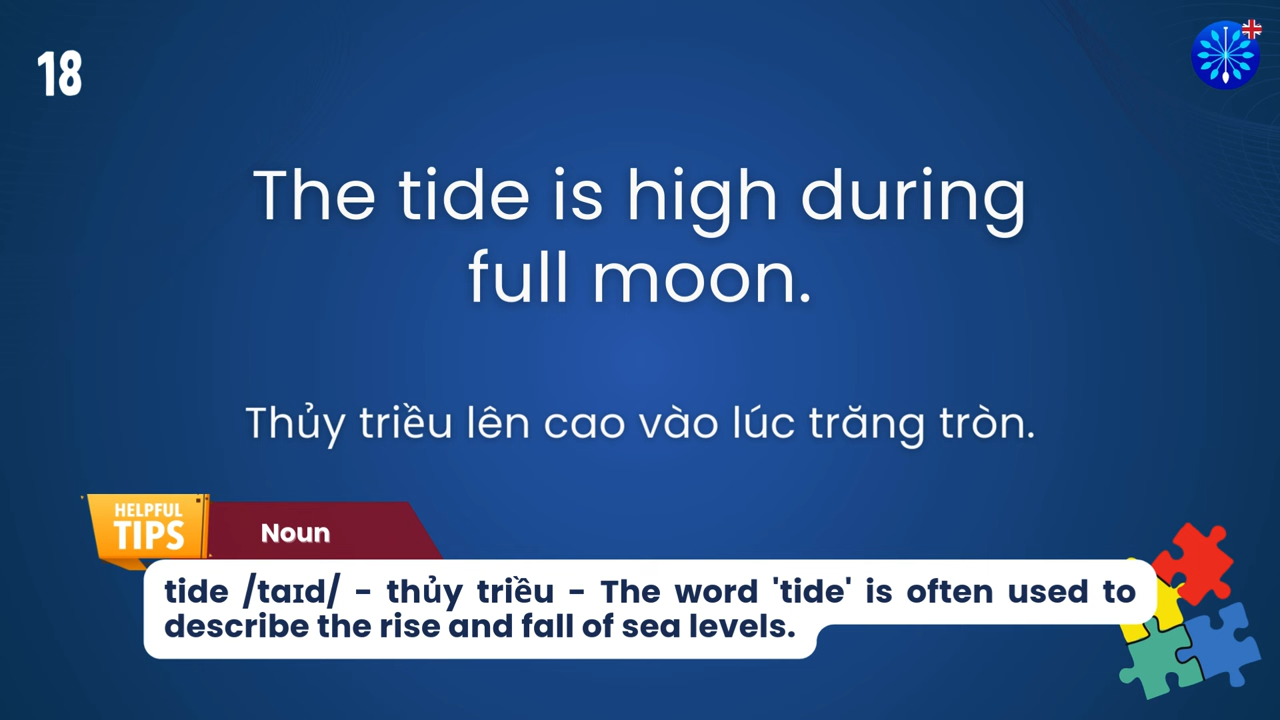 18
The tide is high during
full moon.
Thủy triều lên cao vào lúc trăng tròn.
HELPFUL
TIPS
Noun
tide /taɪd/ - thủy triều - The word 'tide' is often used to
describe the rise and fall of sea levels.